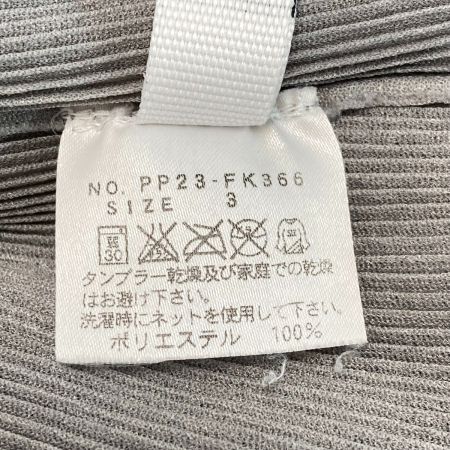 NO. PP23-FK366
SIZE 3
30
タンブラー乾燥及び家庭での乾燥
はお避け下さい。
洗濯時にネットを使用して下さい。
ポリエステル 100%